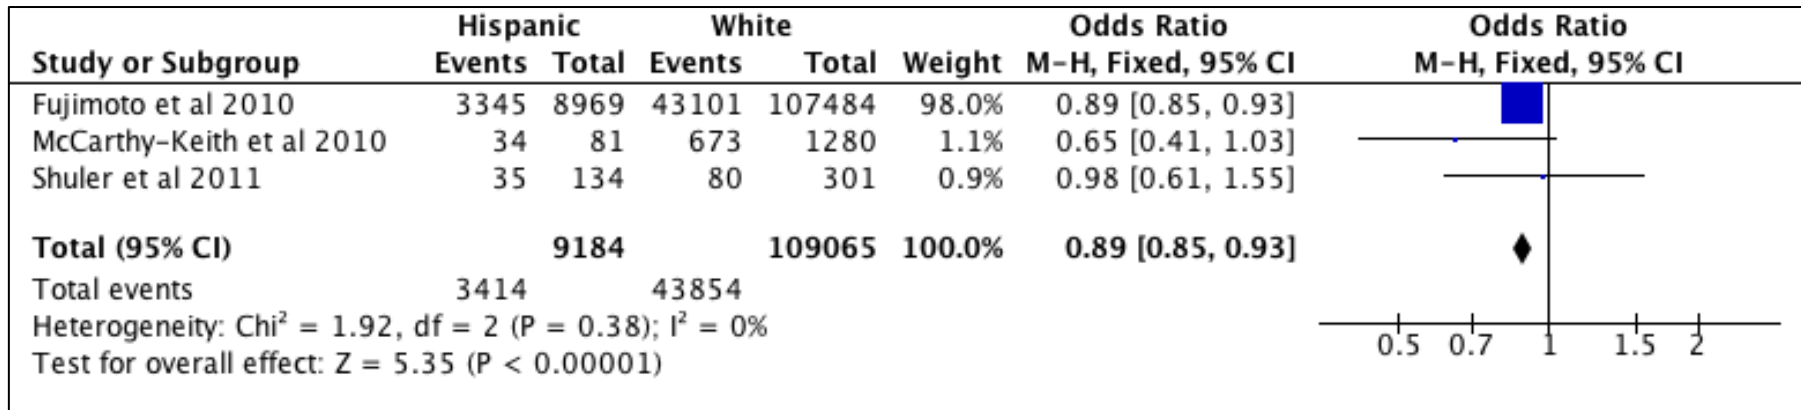 Hispanic White Odds Ratio Odds Ratio
Study or Subgroup Events Total Events Total Weight M-H, Fixed, 95% CI M-H, Fixed, 95% CI
Fujimoto et al 2010 3345 8969 43101 107484 98.0% 0.89 [0.85, 0.93]
McCarthy-Keith et al 2010 34 81 673 1280 1.1% 0.65 [0.41, 1.03]
Shuler et al 2011 35 134 80 301 0.9% 0.98 [0.61, 1.55]
Total (95% CI) 9184 109065 100.0% 0.89 [0.85, 0.93]
Total events 3414 43854
Heterogeneity: Chi² = 1.92, df = 2 (P = 0.38); I² = 0%
Test for overall effect: Z = 5.35 (P < 0.00001)
0.5 0.7 1 1.5 2